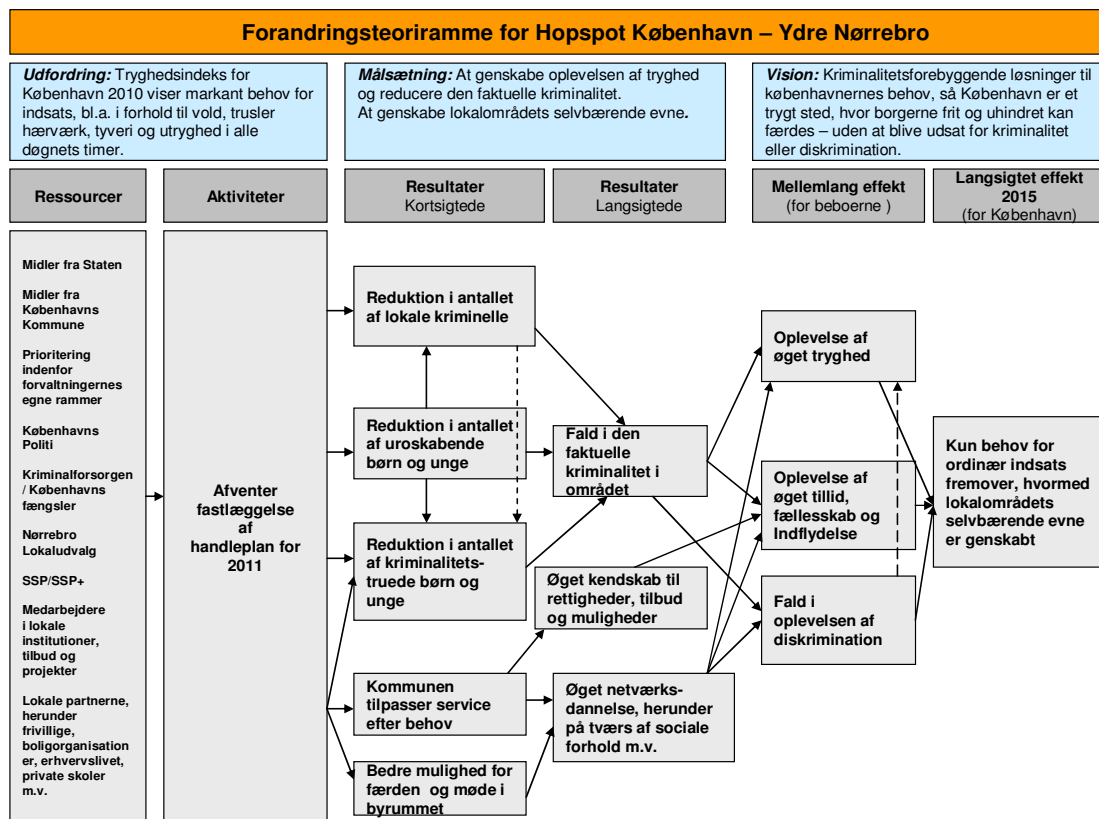 Forandringsteoriramme for Hopspot København – Ydre Nørrebro
Udfordring: Tryghedsindeks for
København 2010 viser markant behov for
indsats, bl.a. i forhold til vold, trusler
hærværk, tyveri og utryghed i alle
døgnets timer.
Målsætning: At genskabe oplevelsen af tryghed
og reducere den faktuelle kriminalitet.
At genskabe lokalområdets selvbærende evne.
Vision: Kriminalitetsforebyggende løsninger til
københavnernes behov, så København er et
trygt sted, hvor borgerne frit og uhindret kan
færdes – uden at blive udsat for kriminalitet
eller diskrimination.
Ressourcer
Aktiviteter
Resultater
Kortsigtede
Resultater
Langsigtede
Mellemlang effekt
(for beboerne )
Langsigtet effekt
2015
(for København)
Midler fra Staten
Midler fra
Københavns
Kommune
Prioritering
indenfor
forvaltningernes
egne rammer
Københavns
Politi
Kriminalforsorgen
/ Københavns
fængsler
Nørrebro
Lokaludvalg
SSP/SSP+
Medarbejdere
i lokale
institutioner,
tilbud og
projekter
Lokale partnerne,
herunder
frivillige,
boligorganisation
er, erhvervslivet,
private skoler
m.v.
Afventer
fastlæggelse
af
handleplan for
2011
Reduktion i antallet
af lokale kriminelle
Reduktion i antallet
af uroskabende
børn og unge
Reduktion i antallet
af kriminalitets-
truede børn og
unge
Kommunen
tilpasser service
efter behov
Bedre mulighed for
færden og møde i
byrummet
Fald i den
faktuelle
kriminalitet i
området
Øget kendskab til
rettigheder, tilbud
og muligheder
Øget netværks-
dannelse, herunder
på tværs af sociale
forhold m.v.
Oplevelse af
øget tryghed
Oplevelse af
øget tillid,
fællesskab og
Indflydelse
Fald i
oplevelsen af
diskrimination
Kun behov for
ordinær indsats
fremover, hvormed
lokalområdets
selvbærende evne
er genskabt